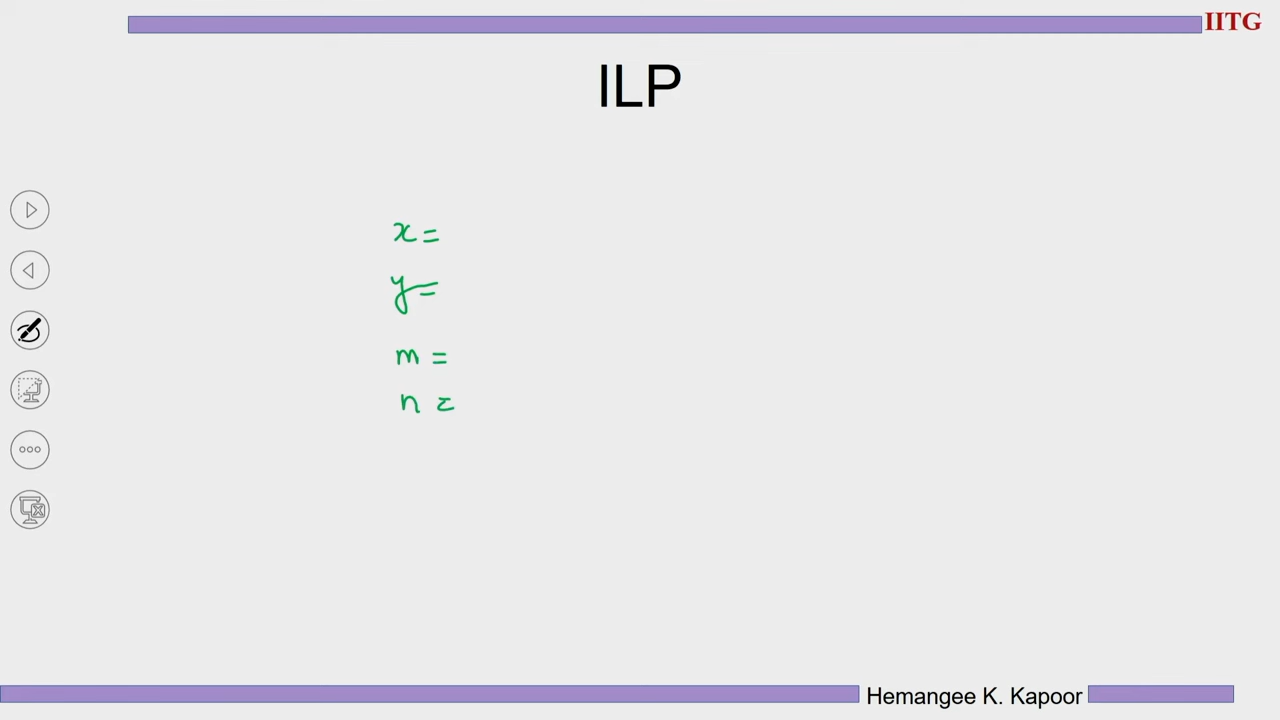 IITG
ILP
x =
y =
m =
n =
Hemangee K. Kapoor